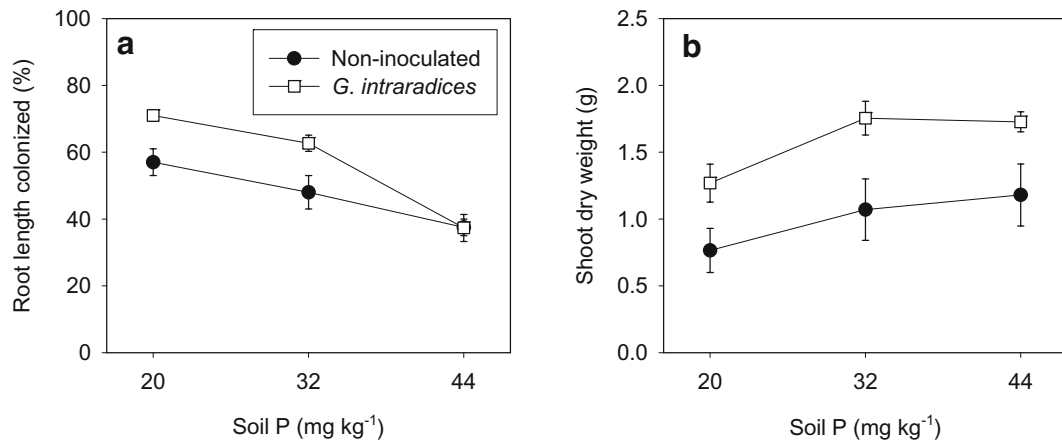 a
Non-inoculated
G. intraradices
Root length colonized (%)
100
80
60
40
20
0
20 32 44
Soil P (mg kg-1)
b
Shoot dry weight (g)
2.5
2.0
1.5
1.0
0.5
0.0
20 32 44
Soil P (mg kg-1)